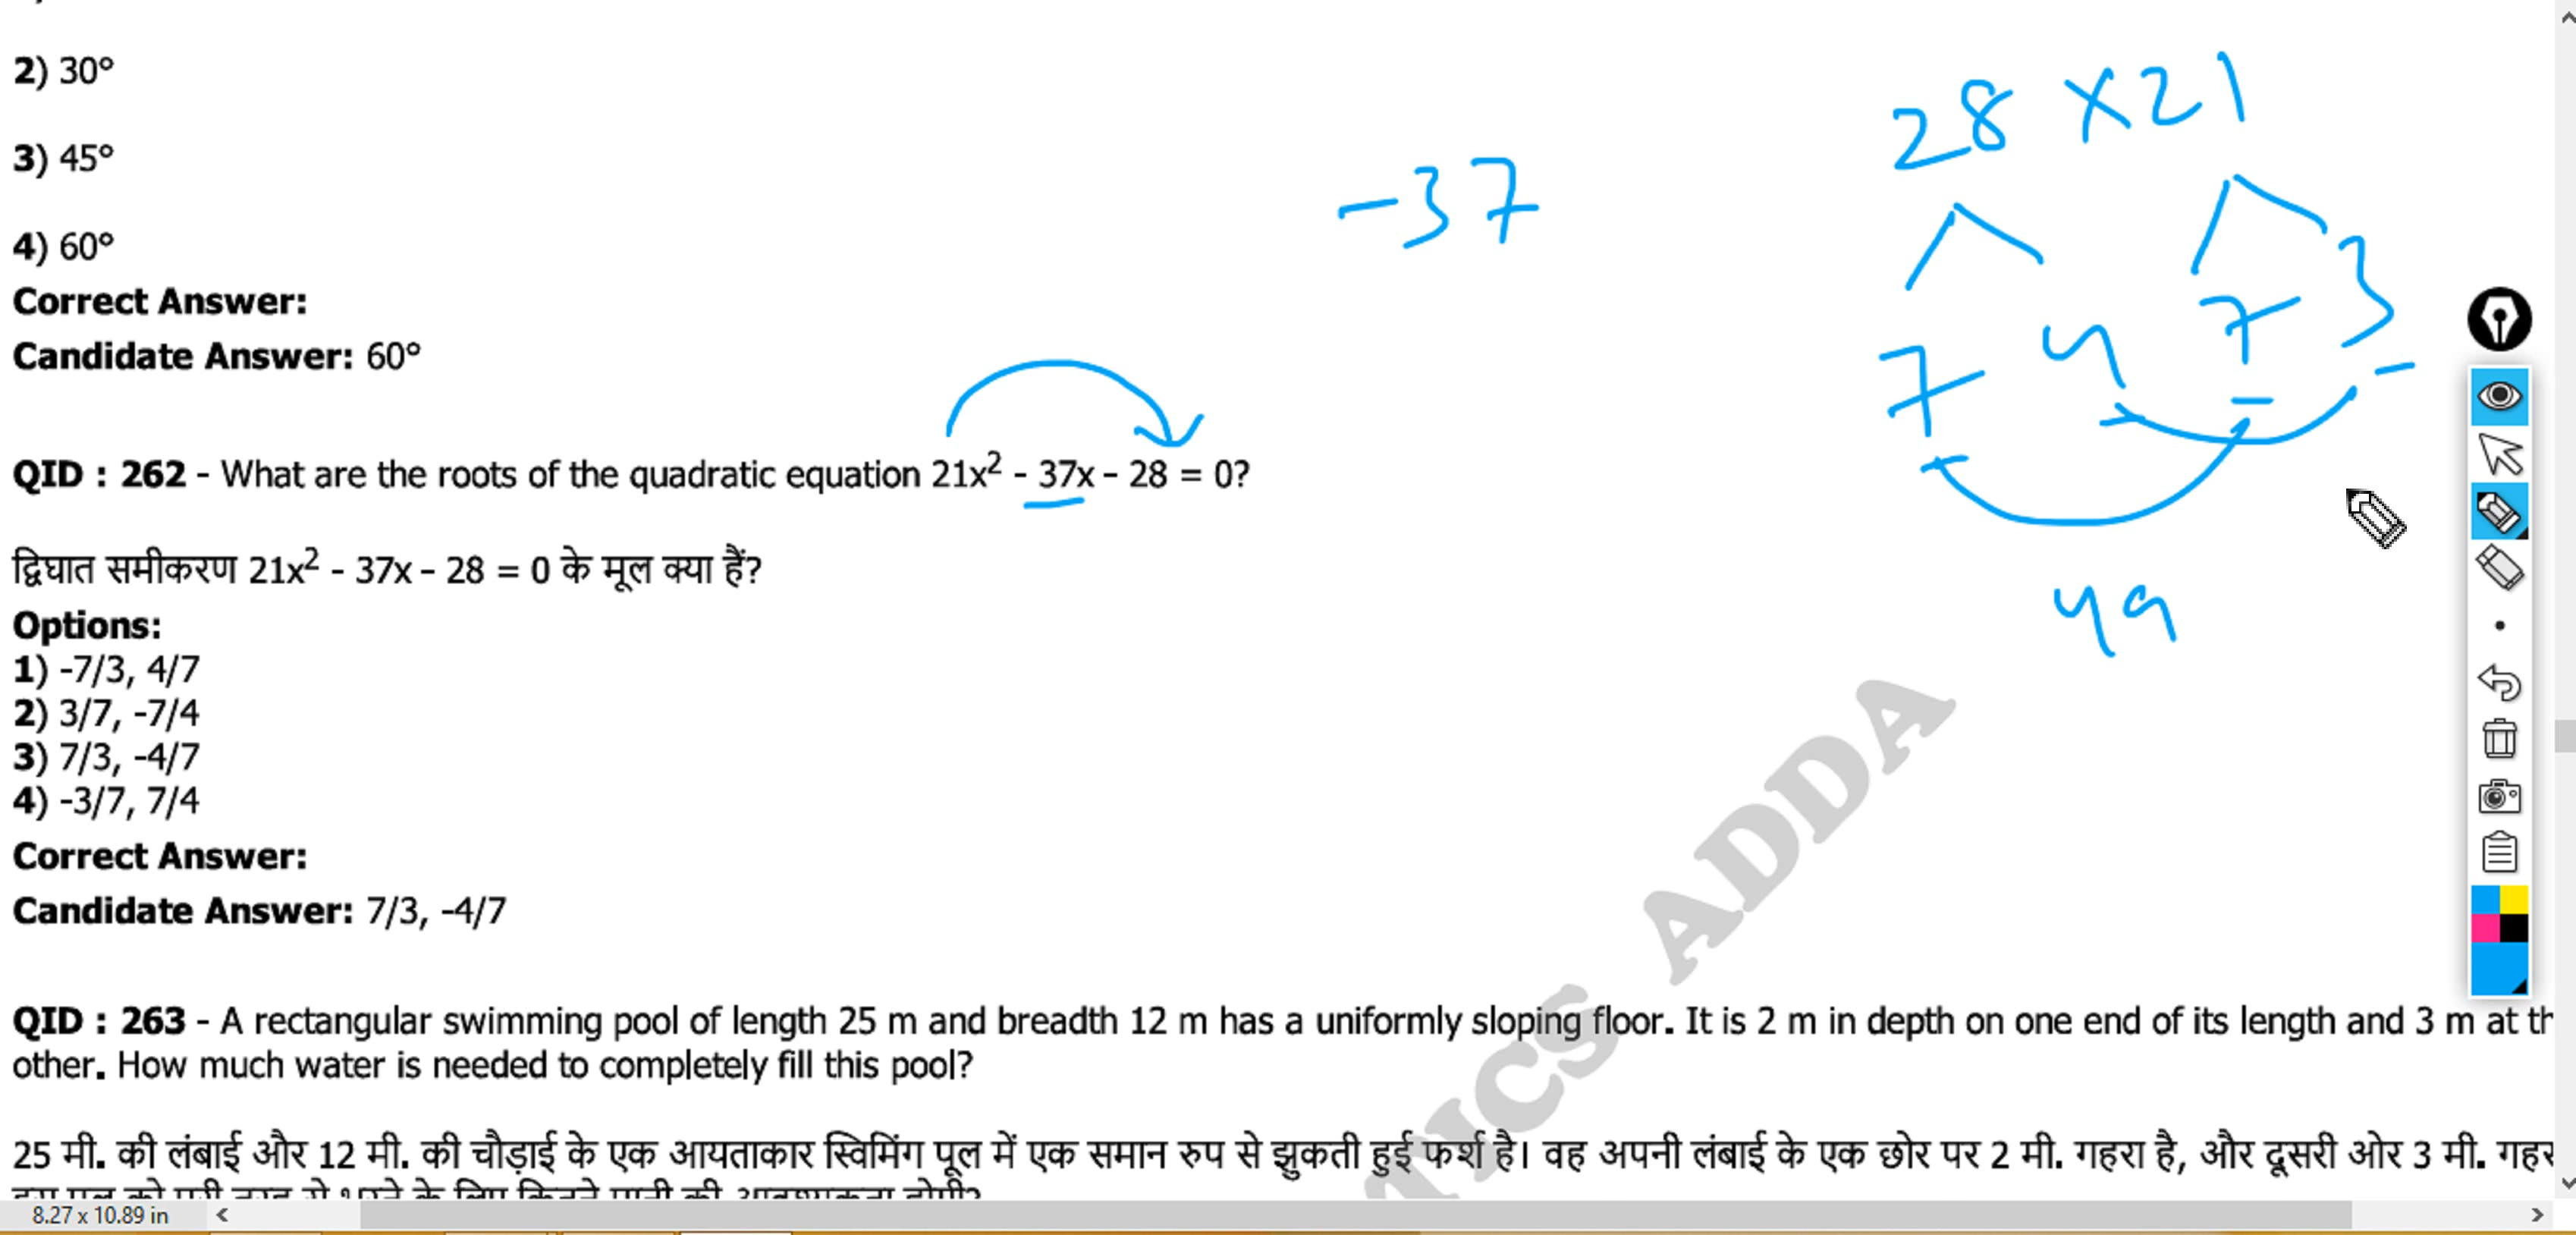 2) 30°
3) 45°
4) 60°
Correct Answer:
Candidate Answer: 60°
28 × 21
-37
7 4 7 3
49
QID : 262 - What are the roots of the quadratic equation 21x² - 37x - 28 = 0?
द्विघात समीकरण 21x² - 37x - 28 = 0 के मूल क्या हैं?
Options:
1) -7/3, 4/7
2) 3/7, -7/4
3) 7/3, -4/7
4) -3/7, 7/4
Correct Answer:
Candidate Answer: 7/3, -4/7
ADDA
QID : 263 - A rectangular swimming pool of length 25 m and breadth 12 m has a uniformly sloping floor. It is 2 m in depth on one end of its length and 3 m at th
other. How much water is needed to completely fill this pool?
25 मी. की लंबाई और 12 मी. की चौड़ाई के एक आयताकार स्विमिंग पूल में एक समान रुप से झुकती हुई फर्श है। वह अपनी लंबाई के एक छोर पर 2 मी. गहरा है, और दूसरी ओर 3 मी.
8.27 x 10.89 in